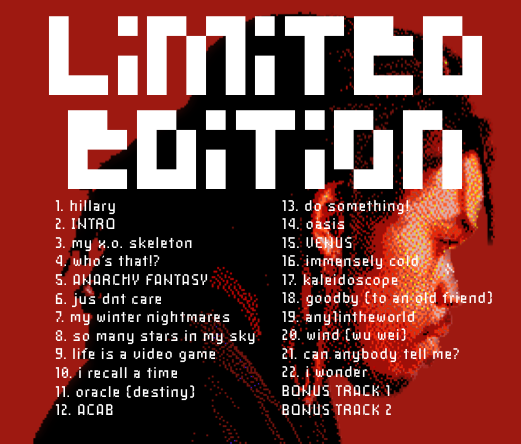 LiMiTED
EDiTiON
1. hillary
2. INTRO
3. my x.o. skeleton
4. who's that!?
5. ANARCHY FANTASY
6. jus dnt care
7. my winter nightmares
8. so many stars in my sky
9. life is a video game
10. i recall a time
11. oracle (destiny)
12. ACAB
13. do something!
14. oasis
15. VENUS
16. immensely cold
17. kaleidoscope
18. goodby (to an old friend)
19. any1intheworld
20. wind (wu wei)
21. can anybody tell me?
22. i wonder
BONUS TRACK 1
BONUS TRACK 2